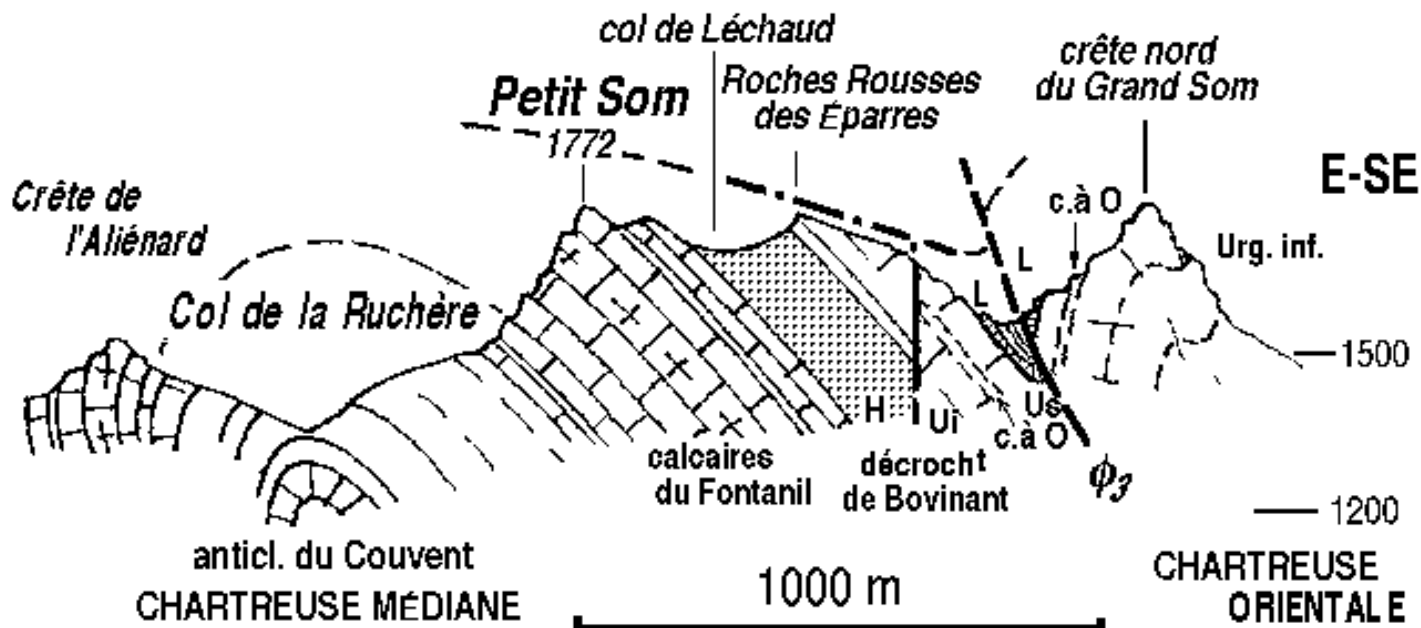 col de Léchaud
crête nord
du Grand Som
Roches Rousses
des Éparres
Petit Som
1772
E-SE
Crête de
l'Aliénard
c.à O
L
Urg. inf.
L
Col de la Ruchère
1500
H
Ui
Us
c.à O
calcaires
du Fontanil
décrocht
de Bovinant
ϕ3
1200
anticl. du Couvent
CHARTREUSE MÉDIANE
1000 m
CHARTREUSE
ORIENTALE